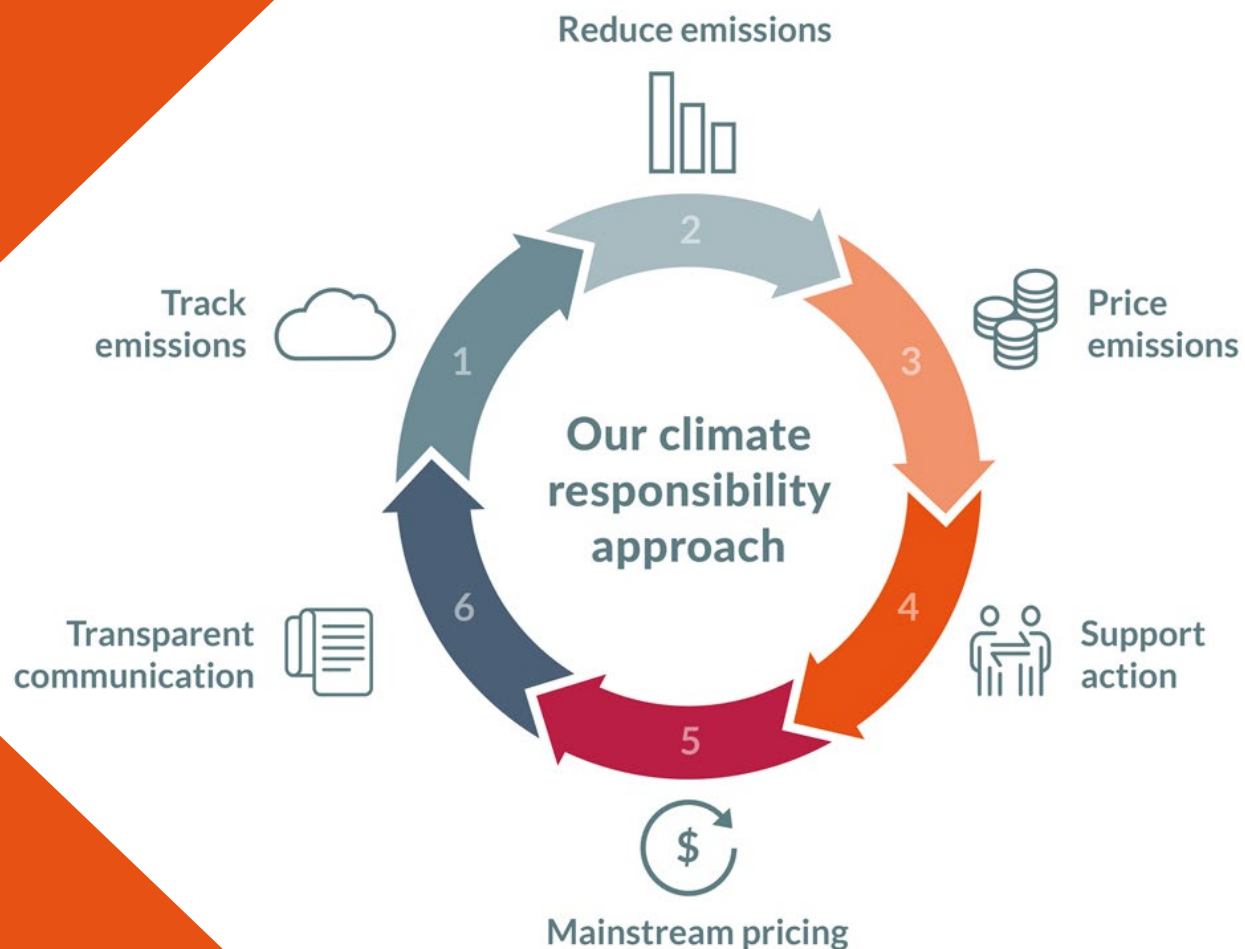 Reduce emissions
2
Track
emissions
1
3
Price
emissions
Our climate
responsibility
approach
Transparent
communication
6
4
Support
action
5
$
Mainstream pricing